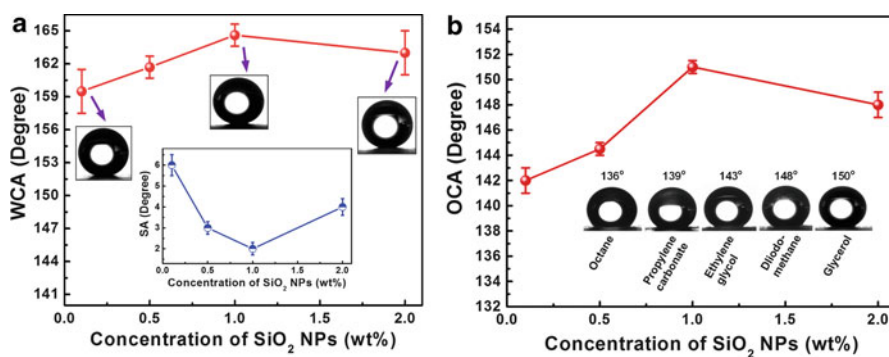 a
165
162
159
156
153
150
147
144
141
WCA (Degree)
6
5
4
3
2
SA (Degree)
0.0 0.5 1.0 1.5 2.0
Concentration of SiO2 NPs (wt%)
0.0 0.5 1.0 1.5 2.0
Concentration of SiO2 NPs (wt%)
b
154
152
150
148
146
144
142
140
138
136
134
132
OCA (Degree)
136° 139° 143° 148° 150°
Octane
Propylene
carbonate
Ethylene
glycol
DIiodo-
methane
Glycerol
0.0 0.5 1.0 1.5 2.0
Concentration of SiO2 NPs (wt%)